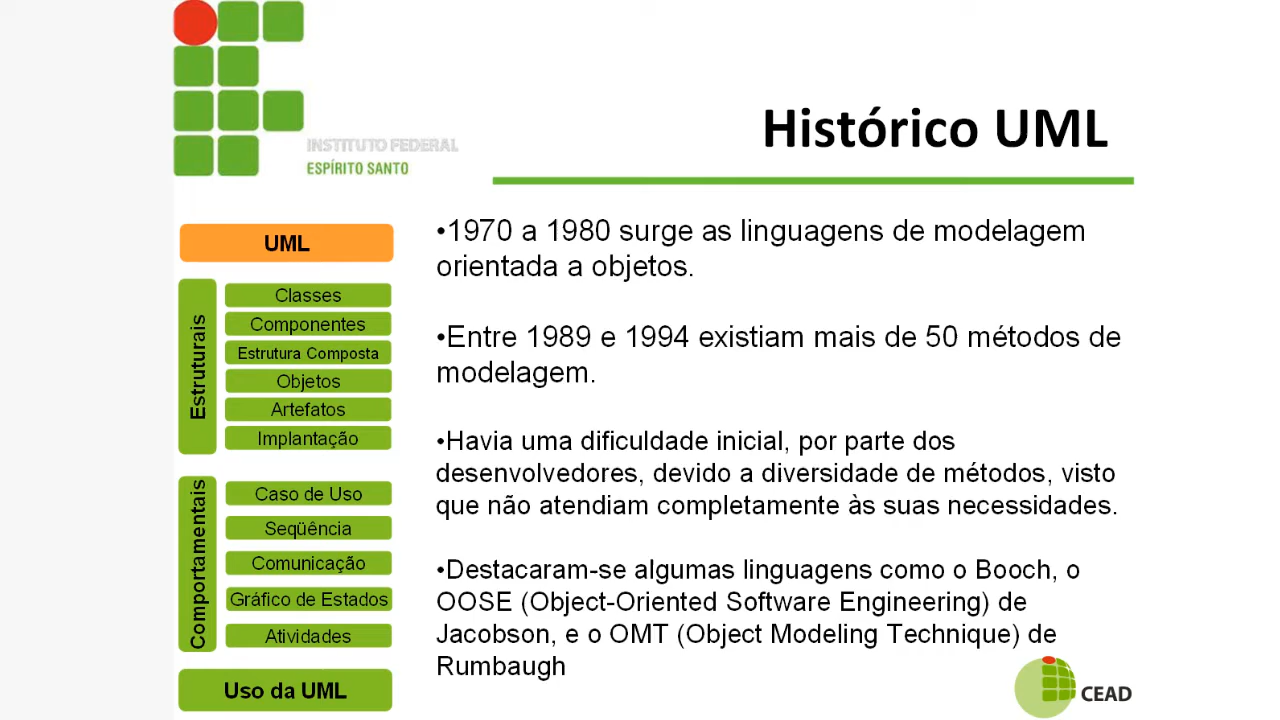 INSTITUTO FEDERAL
ESPÍRITO SANTO
Histórico UML
UML
Estruturais
Classes
Componentes
Estrutura Composta
Objetos
Artefatos
Implantação
Comportamentais
Caso de Uso
Seqüência
Comunicação
Gráfico de Estados
Atividades
Uso da UML
•1970 a 1980 surge as linguagens de modelagem
orientada a objetos.
•Entre 1989 e 1994 existiam mais de 50 métodos de
modelagem.
•Havia uma dificuldade inicial, por parte dos
desenvolvedores, devido a diversidade de métodos, visto
que não atendiam completamente às suas necessidades.
•Destacaram-se algumas linguagens como o Booch, o
OOSE (Object-Oriented Software Engineering) de
Jacobson, e o OMT (Object Modeling Technique) de
Rumbaugh
CEAD